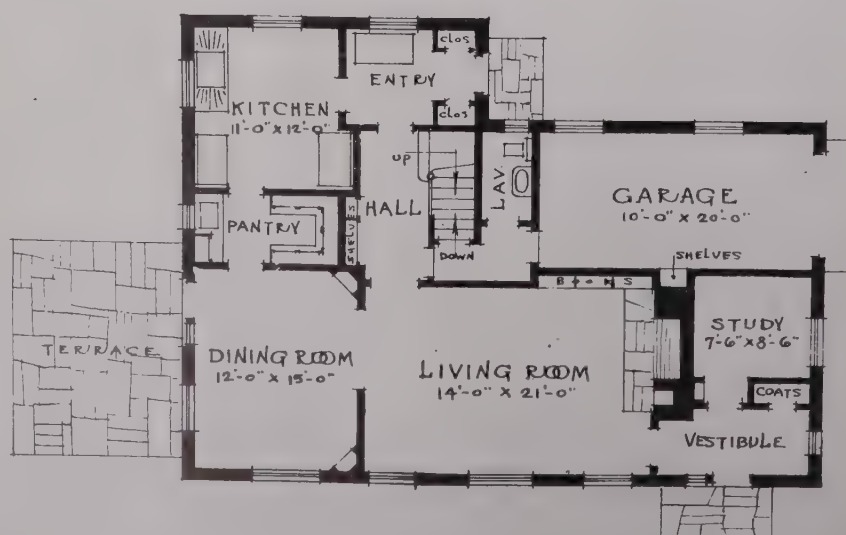 CLOS
ENTRY
KITCHEN
11'-0" X 12'-0"
CLOS
UP
LAV.
GARAGE
10'-0" X 20'-0"
HALL
SHELVES
PANTRY
DOWN
SHELVES
BOOKS
TERRACE
DINING ROOM
12'-0" X 15'-0"
LIVING ROOM
14'-0" X 21'-0"
STUDY
7'-6" X 8'-6"
COATS
VESTIBULE